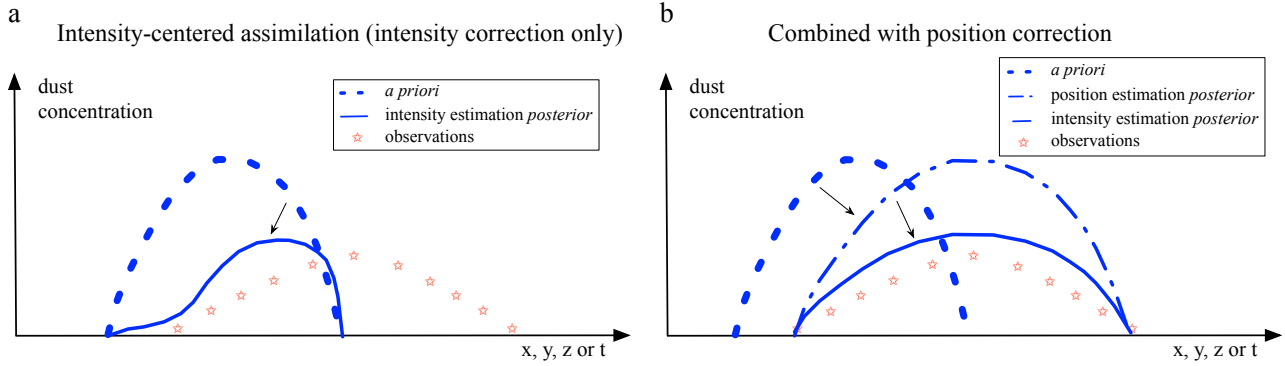 a
Intensity-centered assimilation (intensity correction only)
dust
concentration
a priori
intensity estimation posterior
observations
x, y, z or t
b
Combined with position correction
dust
concentration
a priori
position estimation posterior
intensity estimation posterior
observations
x, y, z or t